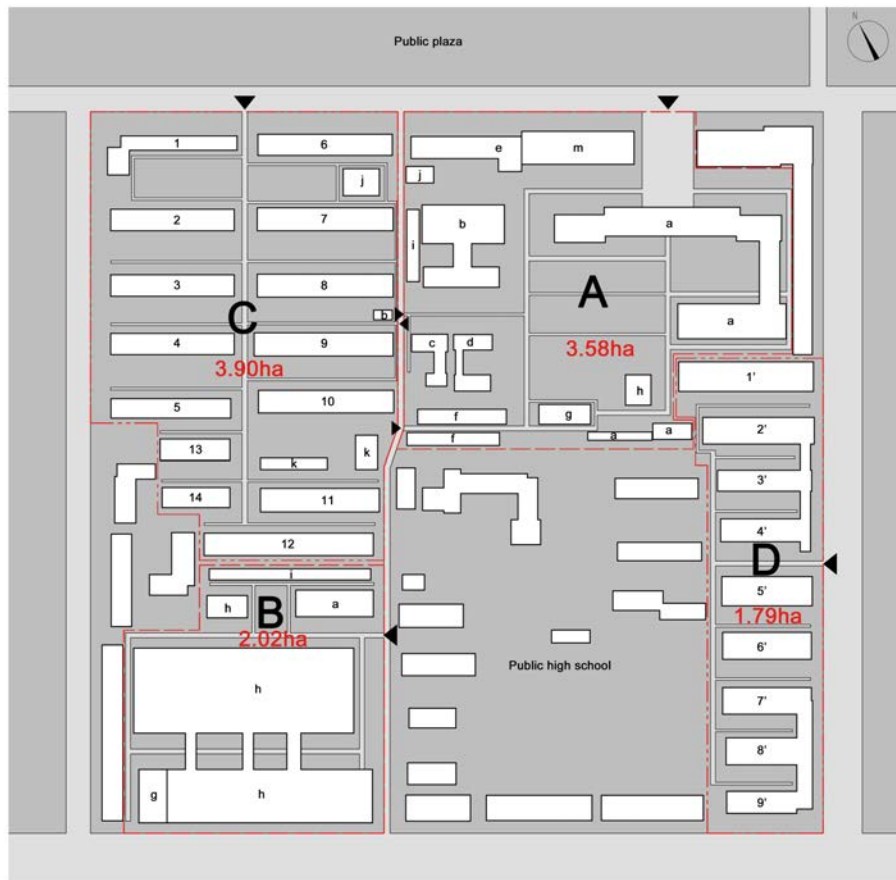 Public plaza
N
1
6
e
m
j
j
2
7
i
b
a
3
8
A
C
b
a
4
9
c
d
3.90ha
3.58ha
1'
h
5
10
f
g
2'
f
a
a
13
k
k
3'
14
11
4'
12
D
i
5'
h
B
a
1.79ha
2.02ha
6'
h
Public high school
7'
8'
g
h
9'